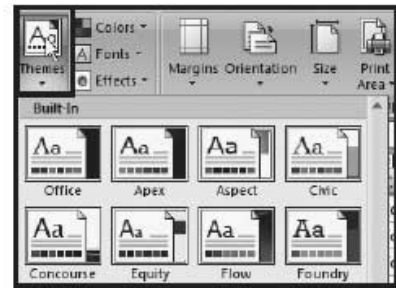 Aa
Themes
Colors
A Fonts
Effects
Margins Orientation Size Print
Area
Built-In
Aa Aa Aa Aa
Office Apex Aspect Civic
Aa Aa Aa Aa
Concourse Equity Flow Foundry